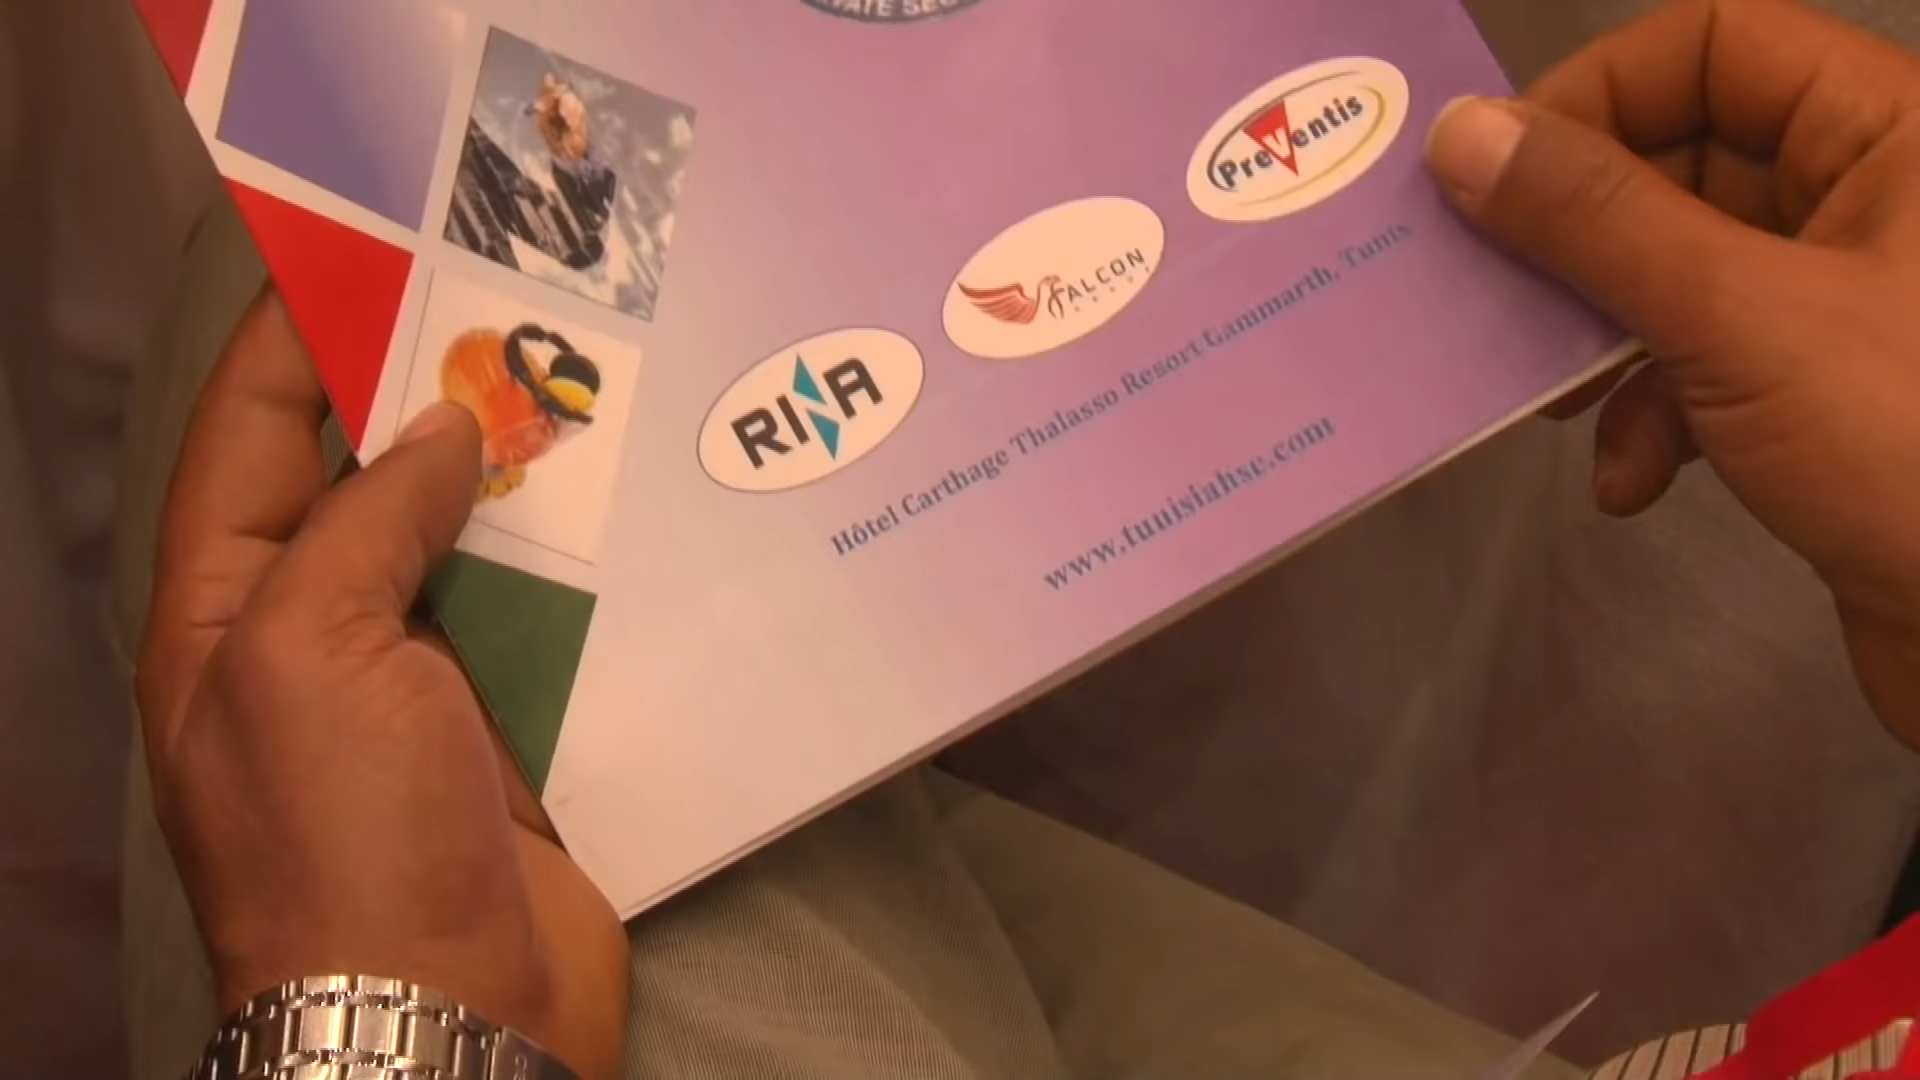 PreVentis
FALCON
RINA
Hôtel Carthage Thalasso Resort Gammarth, Tunis
www.tunisiahse.com